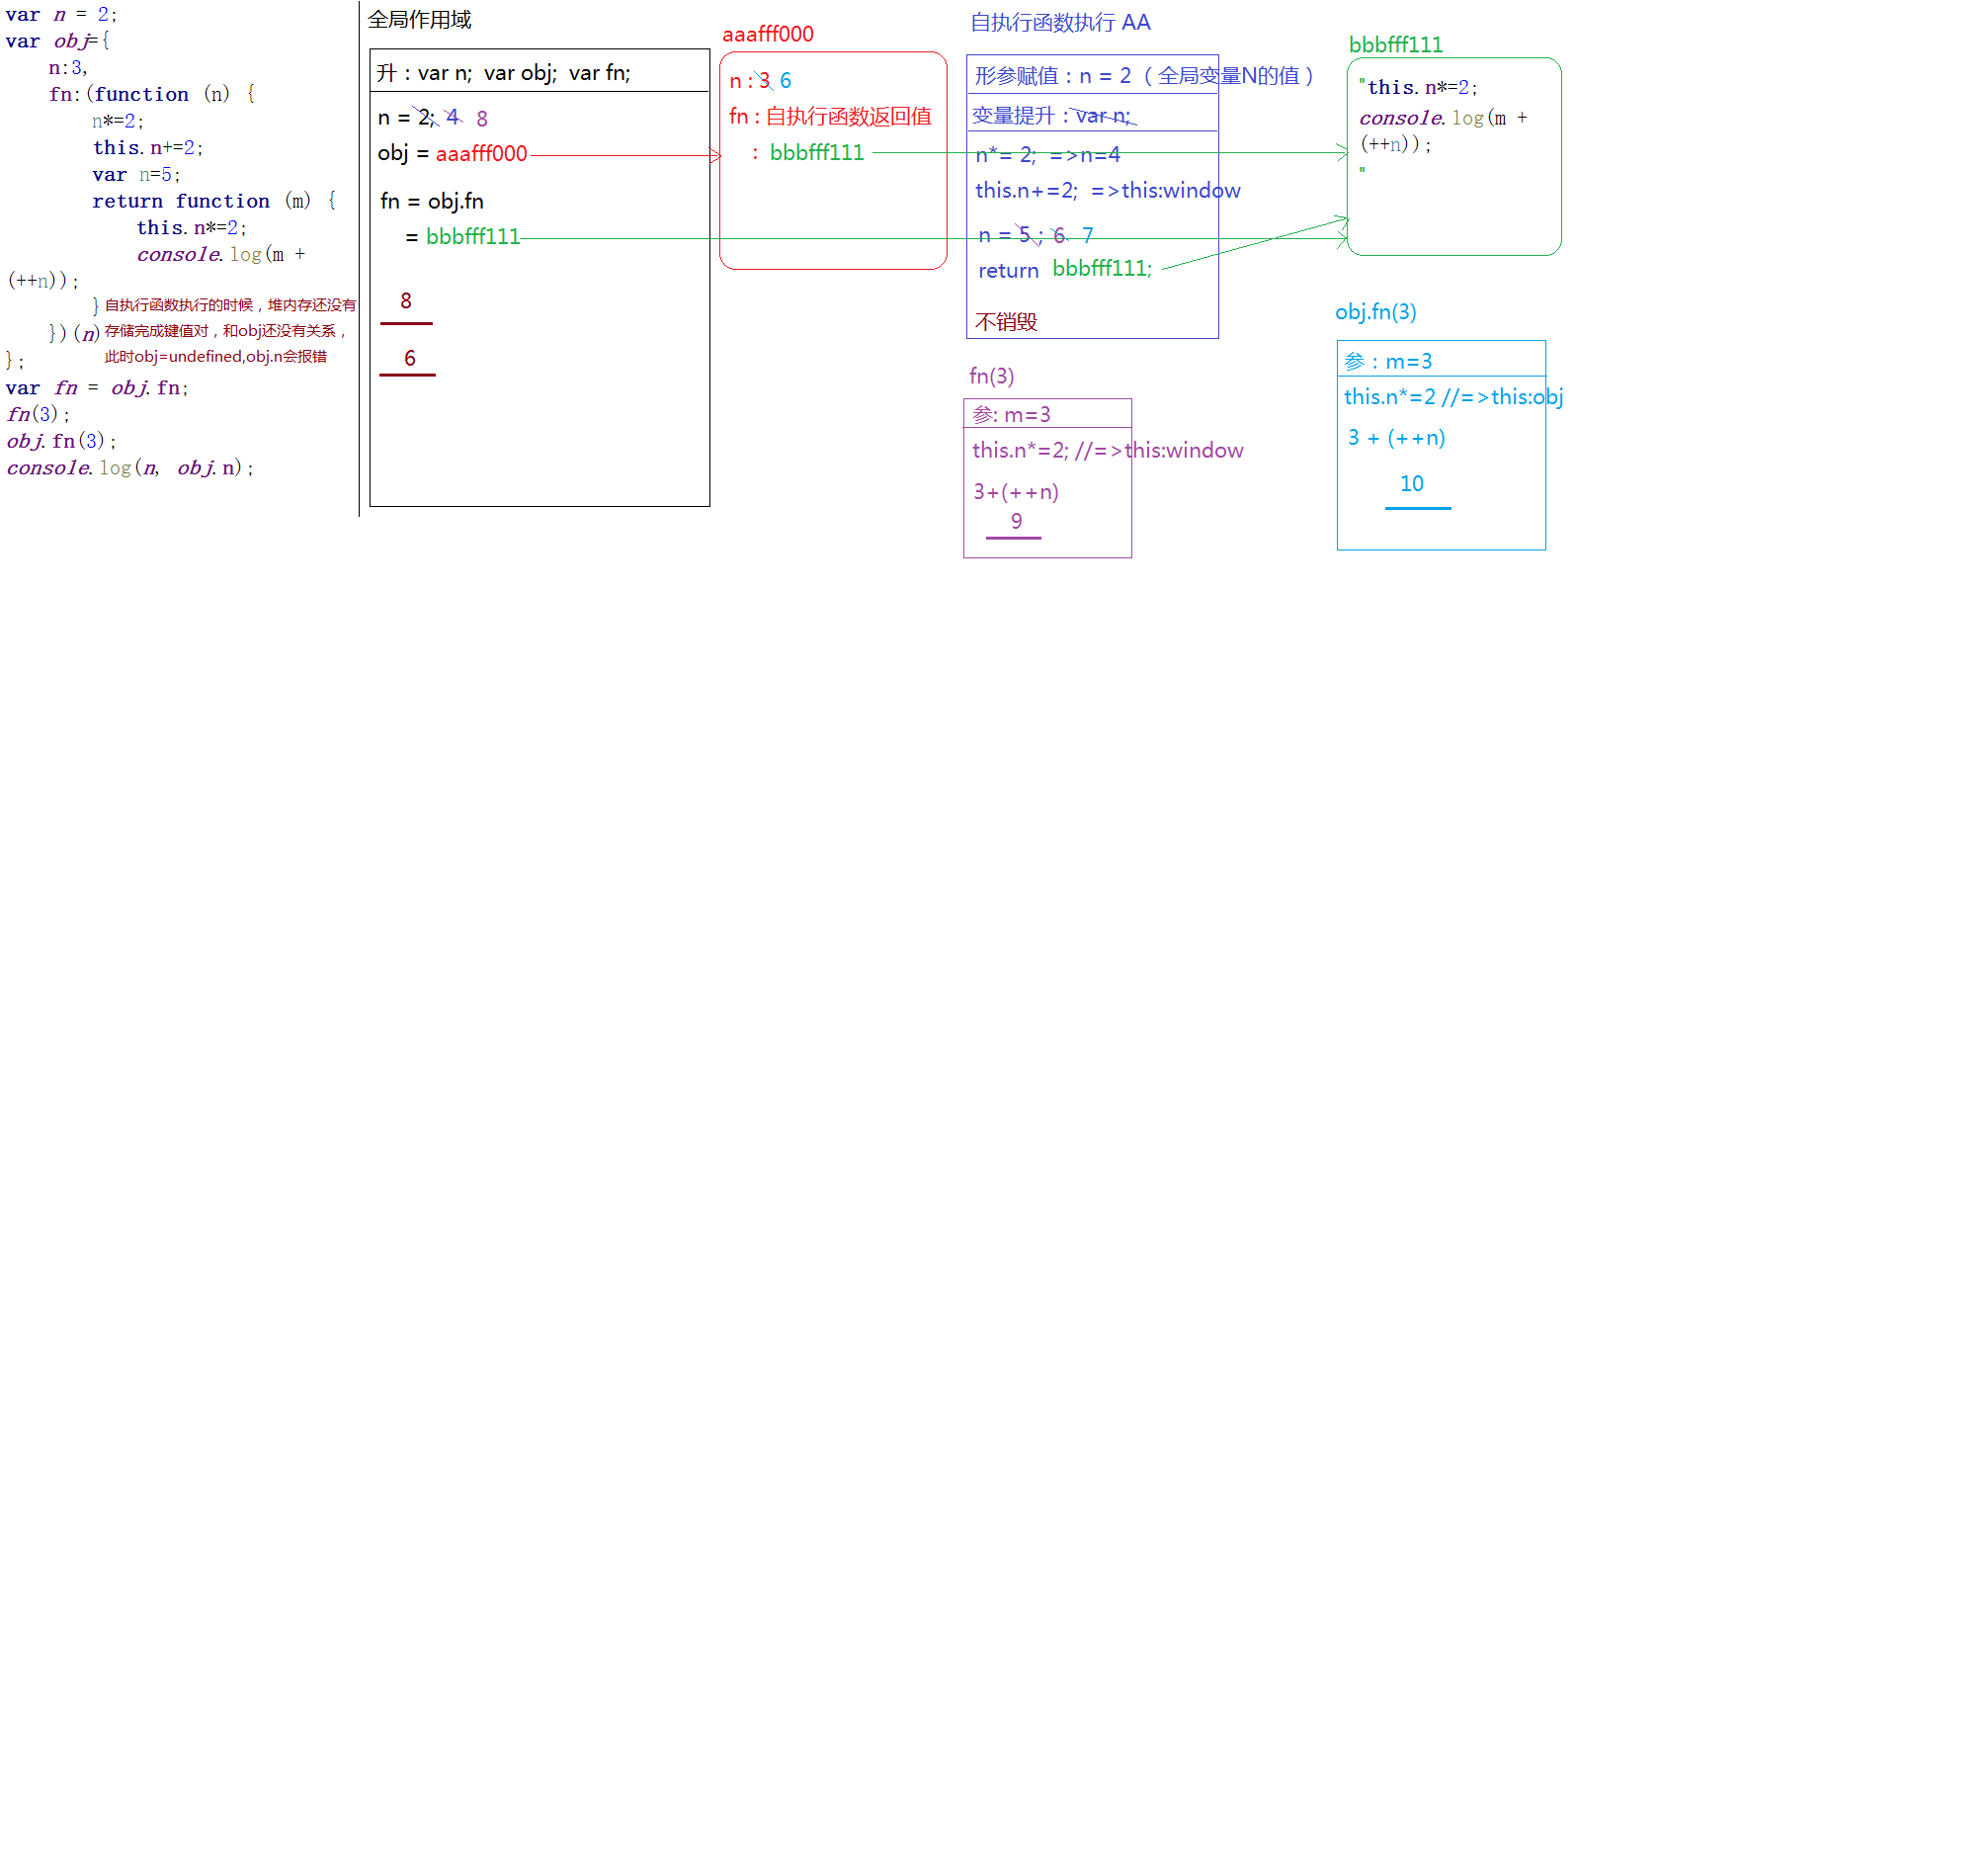 var n = 2;
var obj={
    n:3,
    fn:(function (n) {
        n*=2;
        this.n+=2;
        var n=5;
        return function (m) {
            this.n*=2;
            console.log(m +
(++n));
        }
    })(n)
};
自执行函数执行的时候，堆内存还没有
存储完成键值对，和obj还没有关系，
此时obj=undefined,obj.n会报错
var fn = obj.fn;
fn(3);
obj.fn(3);
console.log(n, obj.n);
全局作用域
升：var n;  var obj;  var fn;
n = 2; 4 8
obj = aaafff000
fn = obj.fn
= bbbfff111
8
6
aaafff000
n : 3 6
fn : 自执行函数返回值
: bbbfff111
自执行函数执行 AA
形参赋值：n = 2 （ 全局变量N的值 ）
变量提升：var n;
n*= 2;  =>n=4
this.n+=2;  =>this:window
n = 5 ; 6 7
return bbbfff111;
不销毁
bbbfff111
"this.n*=2;
console.log(m +
(++n));
"
fn(3)
参: m=3
this.n*=2; //=>this:window
3+(++n)
9
obj.fn(3)
参：m=3
this.n*=2 //=>this:obj
3 + (++n)
10